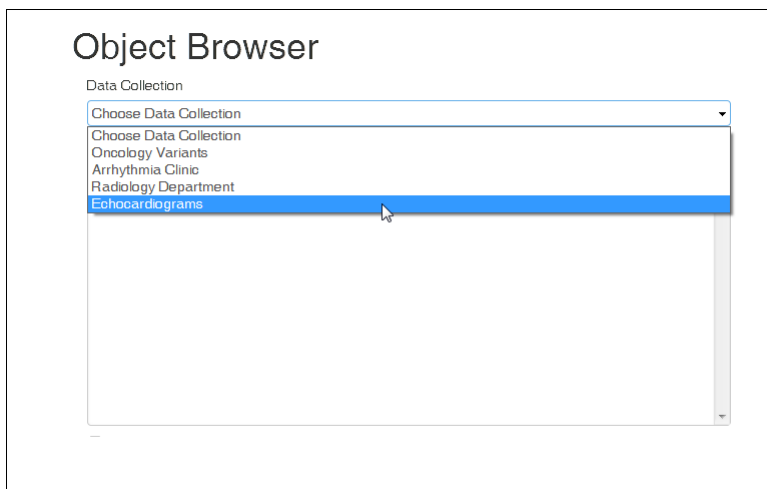 Object Browser
Data Collection
Choose Data Collection
Choose Data Collection
Oncology Variants
Arrhythmia Clinic
Radiology Department
Echocardiograms